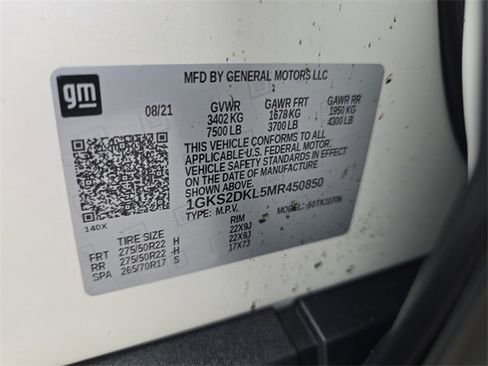 gm
MFD BY GENERAL MOTORS LLC
08/21 GVWR GAWR FRT GAWR RR
3402 KG 1678 KG 1950 KG
7500 LB 3700 LB 4300 LB
THIS VEHICLE CONFORMS TO ALL
APPLICABLE U.S. FEDERAL MOTOR
VEHICLE SAFETY STANDARDS IN EFFECT
ON THE DATE OF MANUFACTURE
SHOWN ABOVE.
1GKS2DKL5MR450850
TYPE: M.P.V. MODEL:
140X
TIRE SIZE RIM
FRT 275/50R22 H 22X9J
RR 275/50R22 H 22X9J
SPA 265/70R17 S 17X7J